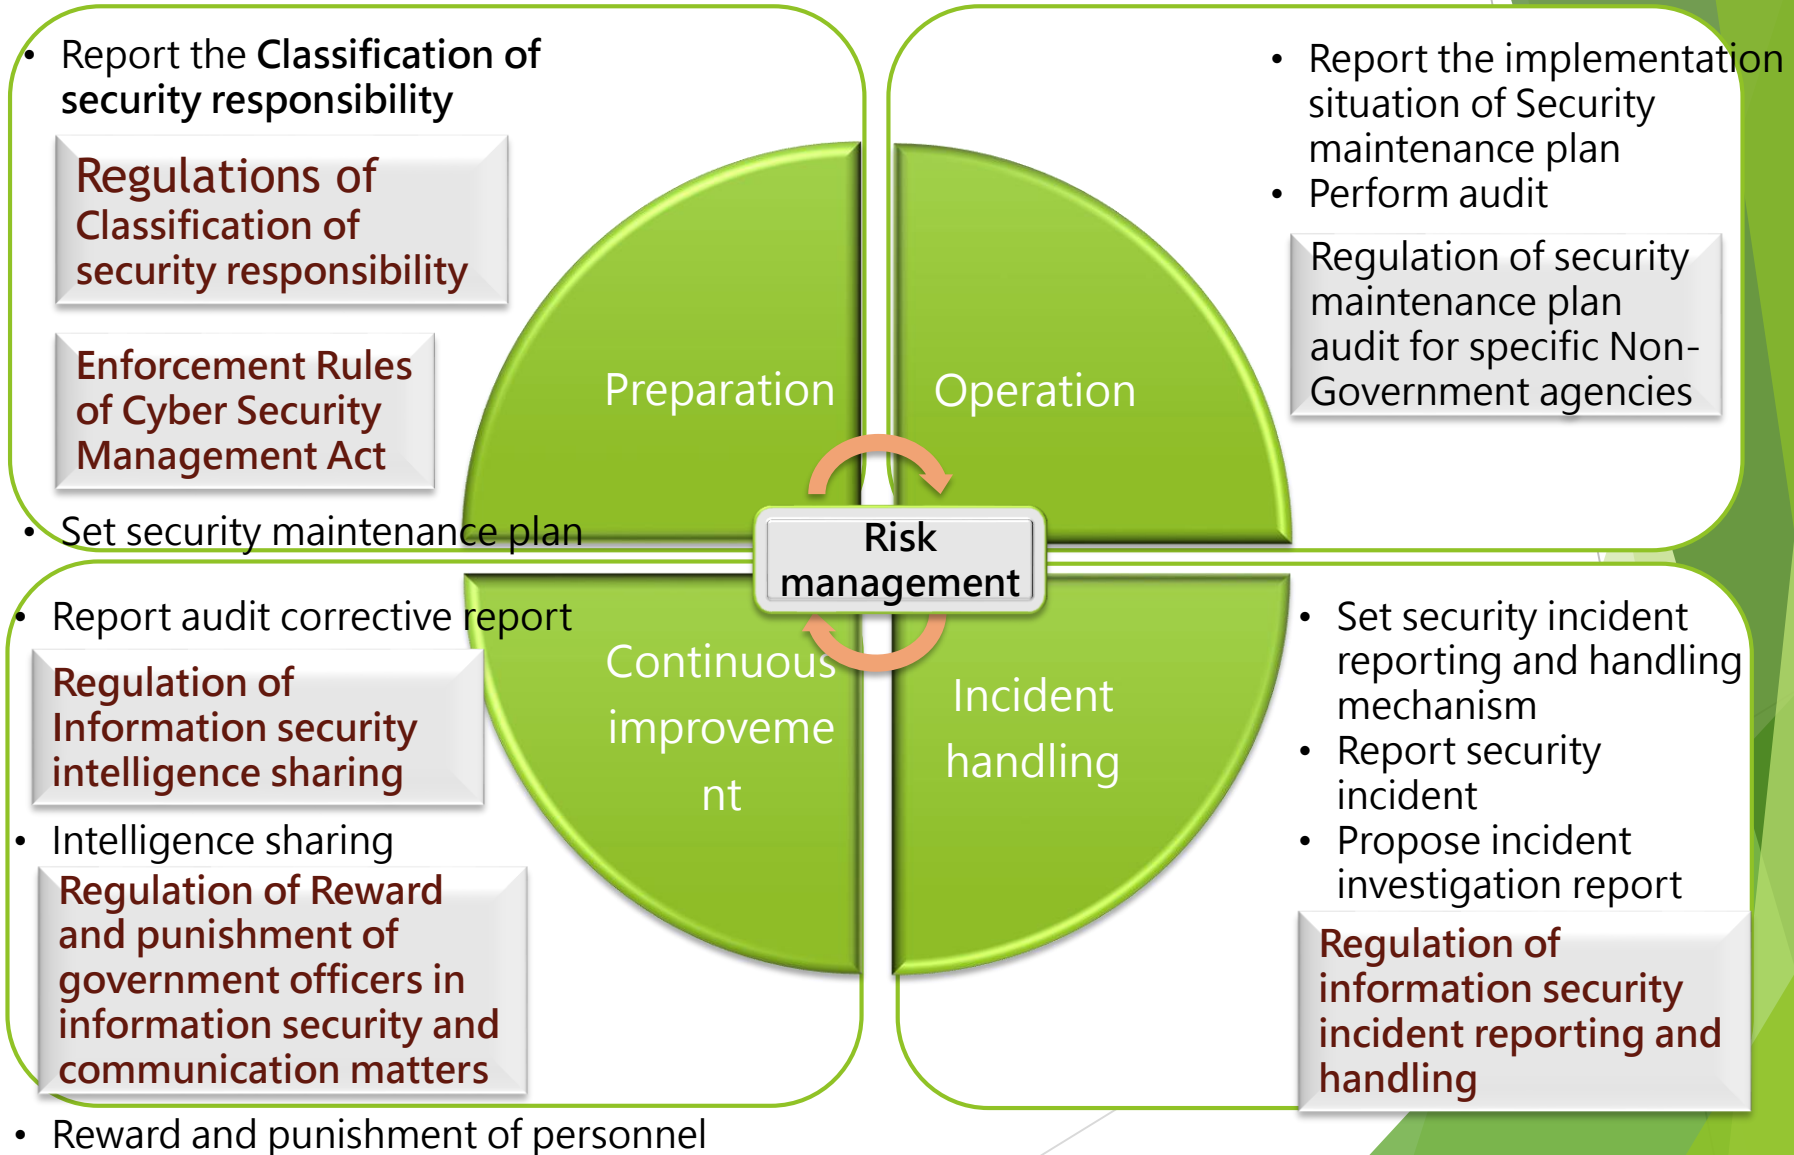 • Report the Classification of
security responsibility
Regulations of
Classification of
security responsibility
Enforcement Rules
of Cyber Security
Management Act
• Set security maintenance plan
Preparation
Operation
• Report the implementation
situation of Security
maintenance plan
• Perform audit
Regulation of security
maintenance plan
audit for specific Non-
Government agencies
Risk
management
• Report audit corrective report
Regulation of
Information security
intelligence sharing
• Intelligence sharing
Regulation of Reward
and punishment of
government officers in
information security and
communication matters
• Reward and punishment of personnel
Continuous
improveme
nt
Incident
handling
• Set security incident
reporting and handling
mechanism
• Report security
incident
• Propose incident
investigation report
Regulation of
information security
incident reporting and
handling